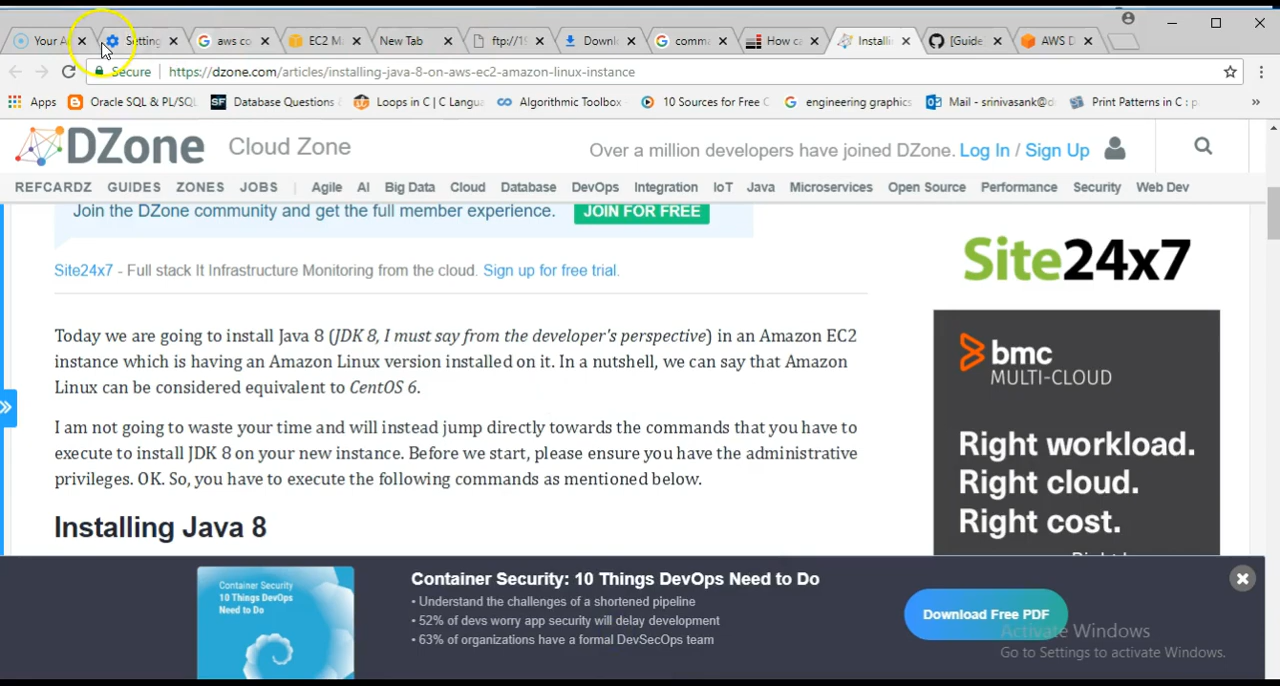 Your A
Setting
aws co
EC2 M
New Tab
ftp://19
Downl
comma
How ca
Installi
[Guide
AWS D
Secure
https://dzone.com/articles/installing-java-8-on-aws-ec2-amazon-linux-instance
Apps
Oracle SQL & PL/SQL
Database Questions
Loops in C | C Langu
Algorithmic Toolbox
10 Sources for Free C
engineering graphics
Mail - srinivasank@d
Print Patterns in C : p
»
DZone Cloud Zone
Over a million developers have joined DZone. Log In / Sign Up
REFCARDZ GUIDES ZONES JOBS | Agile AI Big Data Cloud Database DevOps Integration IoT Java Microservices Open Source Performance Security Web Dev
Join the DZone community and get the full member experience. JOIN FOR FREE
Site24x7 - Full stack It Infrastructure Monitoring from the cloud. Sign up for free trial.
Today we are going to install Java 8 (JDK 8, I must say from the developer's perspective) in an Amazon EC2
instance which is having an Amazon Linux version installed on it. In a nutshell, we can say that Amazon
Linux can be considered equivalent to CentOS 6.
I am not going to waste your time and will instead jump directly towards the commands that you have to
execute to install JDK 8 on your new instance. Before we start, please ensure you have the administrative
privileges. OK. So, you have to execute the following commands as mentioned below.
Installing Java 8
Site24x7
bmc
MULTI-CLOUD
Right workload.
Right cloud.
Right cost.
Container Security:
10 Things DevOps
Need to Do
Container Security: 10 Things DevOps Need to Do
• Understand the challenges of a shortened pipeline
• 52% of devs worry app security will delay development
• 63% of organizations have a formal DevSecOps team
Download Free PDF
Activate Windows
Go to Settings to activate Windows.